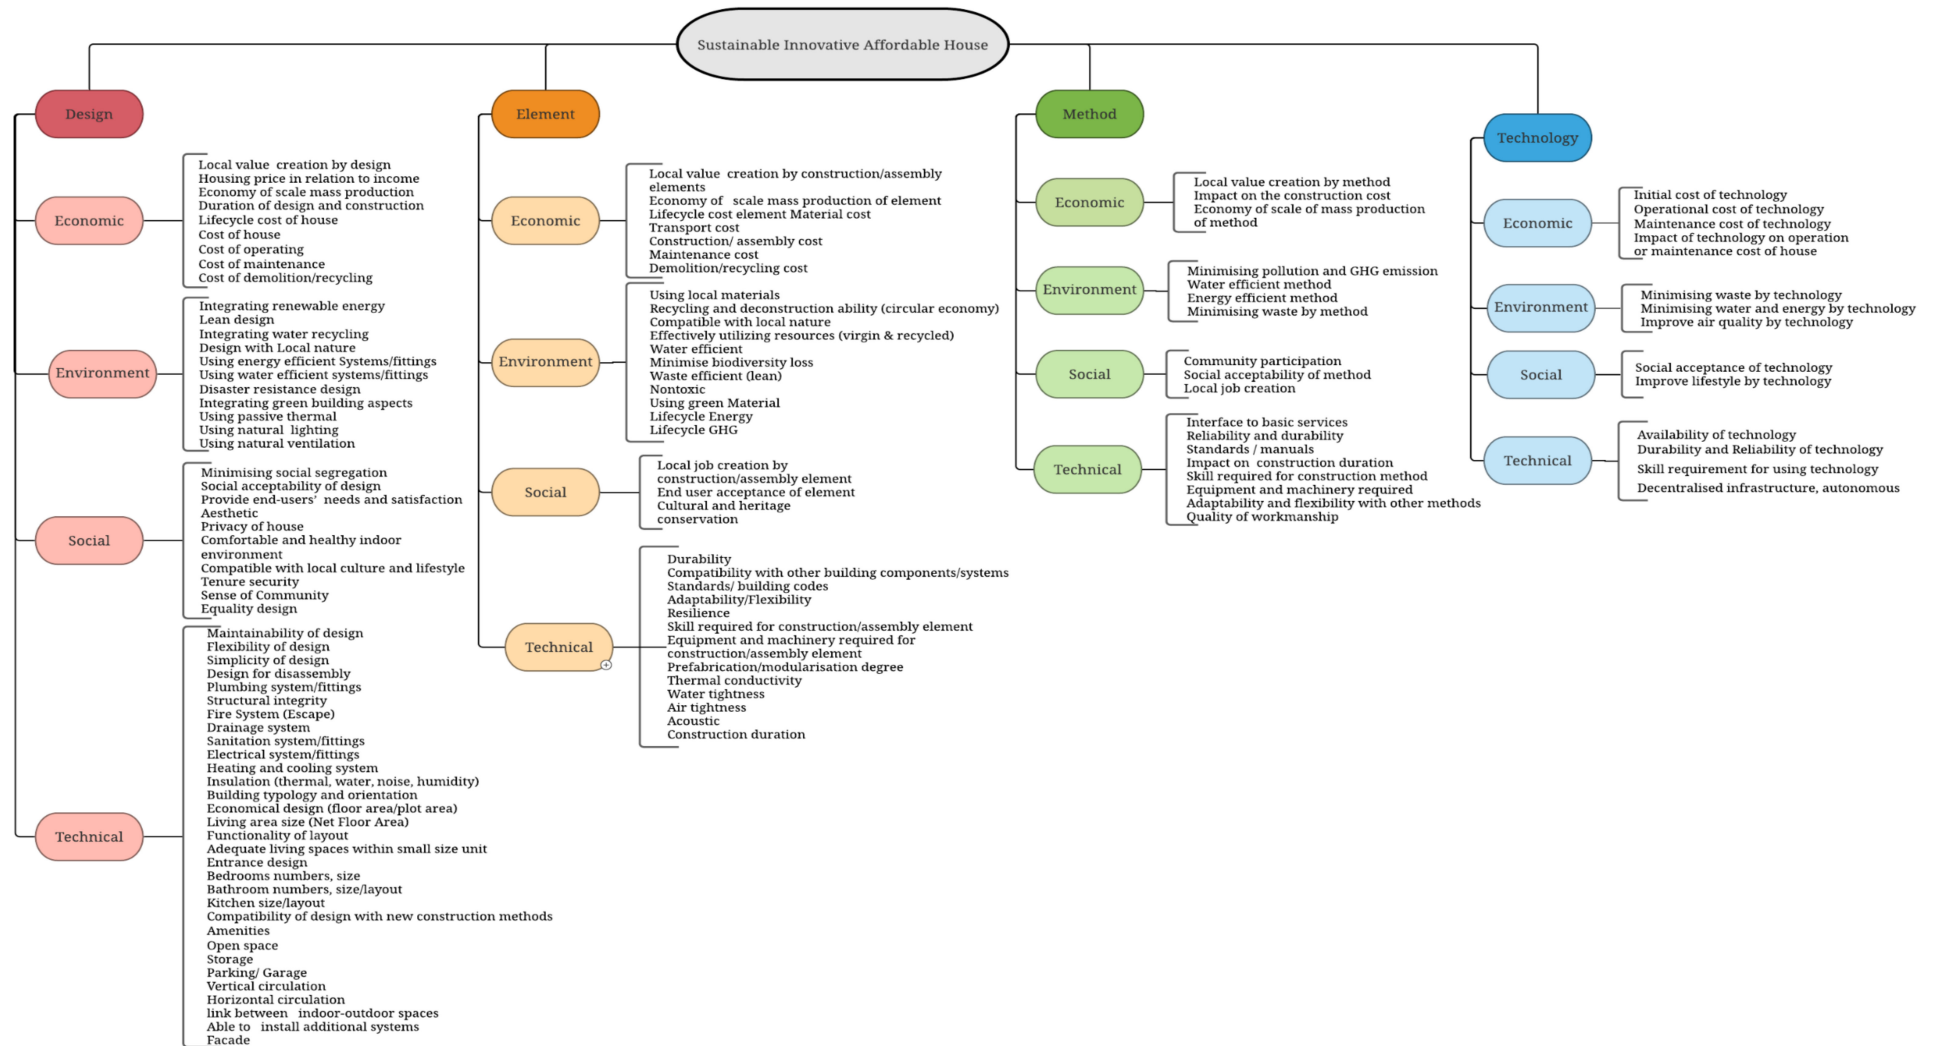 Sustainable Innovative Affordable House
Design
Economic
Local value creation by design
Housing price in relation to income
Economy of scale mass production
Duration of design and construction
Lifecycle cost of house
Cost of house
Cost of operating
Cost of maintenance
Cost of demolition/recycling
Environment
Integrating renewable energy
Lean design
Integrating water recycling
Design with Local nature
Using energy efficient Systems/fittings
Using water efficient systems/fittings
Disaster resistance design
Integrating green building aspects
Using passive thermal
Using natural lighting
Using natural ventilation
Social
Minimising social segregation
Social acceptability of design
Provide end-users' needs and satisfaction
Aesthetic
Privacy of house
Comfortable and healthy indoor
environment
Compatible with local culture and lifestyle
Tenure security
Sense of Community
Equality design
Technical
Maintainability of design
Flexibility of design
Simplicity of design
Design for disassembly
Plumbing system/fittings
Structural integrity
Fire System (Escape)
Drainage system
Sanitation system/fittings
Electrical system/fittings
Heating and cooling system
Insulation (thermal, water, noise, humidity)
Building typology and orientation
Economical design (floor area/plot area)
Living area size (Net Floor Area)
Functionality of layout
Adequate living spaces within small size unit
Entrance design
Bedrooms numbers, size
Bathroom numbers, size/layout
Kitchen size/layout
Compatibility of design with new construction methods
Amenities
Open space
Storage
Parking/ Garage
Vertical circulation
Horizontal circulation
link between indoor-outdoor spaces
Able to install additional systems
Facade
Element
Economic
Local value creation by construction/assembly
elements
Economy of scale mass production of element
Lifecycle cost element Material cost
Transport cost
Construction/ assembly cost
Maintenance cost
Demolition/recycling cost
Environment
Using local materials
Recycling and deconstruction ability (circular economy)
Compatible with local nature
Effectively utilizing resources (virgin & recycled)
Water efficient
Minimise biodiversity loss
Waste efficient (lean)
Nontoxic
Using green Material
Lifecycle Energy
Lifecycle GHG
Social
Local job creation by
construction/assembly element
End user acceptance of element
Cultural and heritage
conservation
Technical
Durability
Compatibility with other building components/systems
Standards/ building codes
Adaptability/Flexibility
Resilience
Skill required for construction/assembly element
Equipment and machinery required for
construction/assembly element
Prefabrication/modularisation degree
Thermal conductivity
Water tightness
Air tightness
Acoustic
Construction duration
Method
Economic
Local value creation by method
Impact on the construction cost
Economy of scale of mass production
of method
Environment
Minimising pollution and GHG emission
Water efficient method
Energy efficient method
Minimising waste by method
Social
Community participation
Social acceptability of method
Local job creation
Technical
Interface to basic services
Reliability and durability
Standards / manuals
Impact on construction duration
Skill required for construction method
Equipment and machinery required
Adaptability and flexibility with other methods
Quality of workmanship
Technology
Economic
Initial cost of technology
Operational cost of technology
Maintenance cost of technology
Impact of technology on operation
or maintenance cost of house
Environment
Minimising waste by technology
Minimising water and energy by technology
Improve air quality by technology
Social
Social acceptance of technology
Improve lifestyle by technology
Technical
Availability of technology
Durability and Reliability of technology
Skill requirement for using technology
Decentralised infrastructure, autonomous